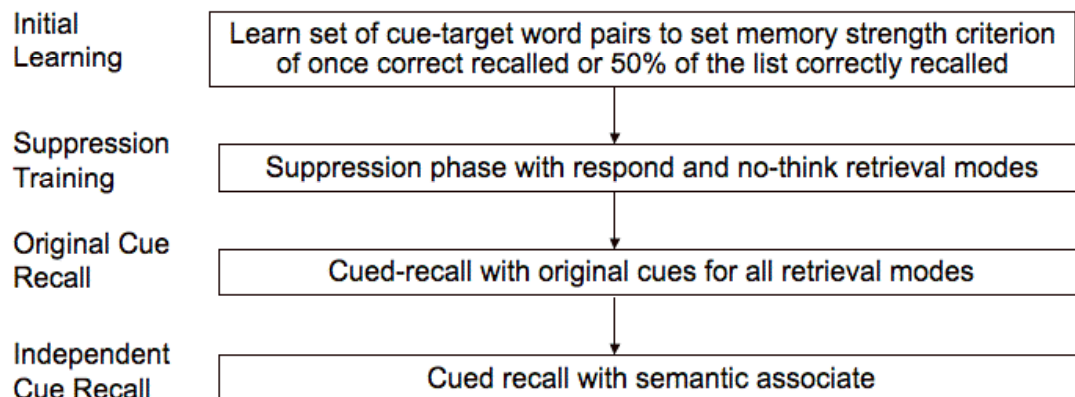 Initial
Learning
Learn set of cue-target word pairs to set memory strength criterion
of once correct recalled or 50% of the list correctly recalled
Suppression
Training
Suppression phase with respond and no-think retrieval modes
Original Cue
Recall
Cued-recall with original cues for all retrieval modes
Independent
Cue Recall
Cued recall with semantic associate